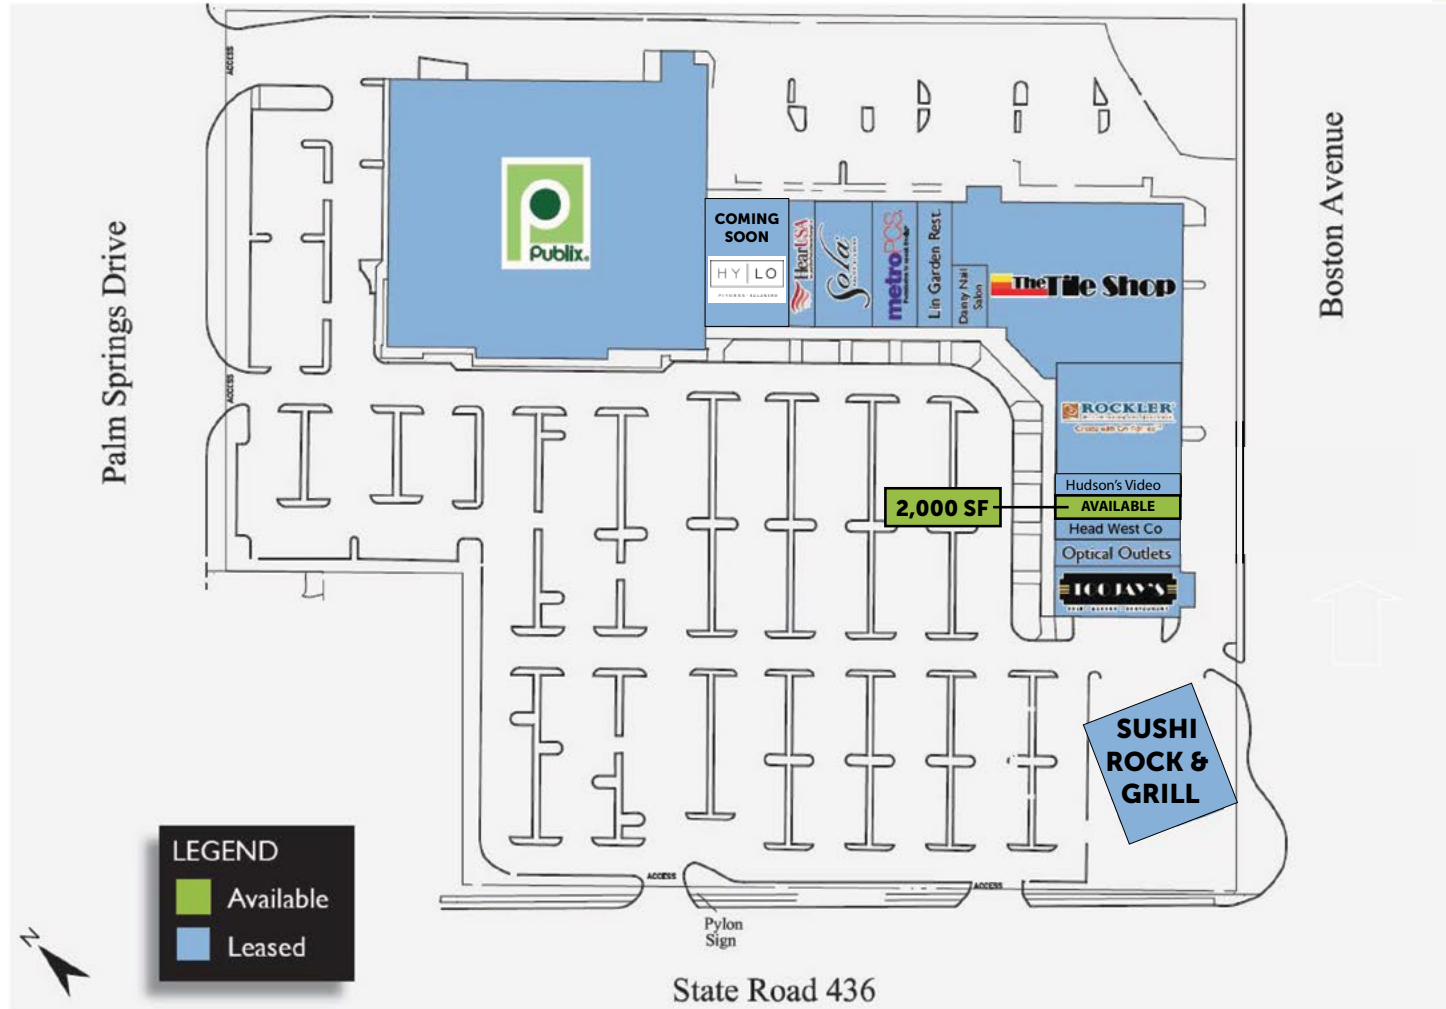 ACCESS
Palm Springs Drive
ACCESS
Publix.
COMING
SOON
HY|LO
HearUSA
Sola
metroPCS.
Lin Garden Rest.
Dainty Nail
Salon
The Tile Shop
Boston Avenue
ROCKLER
Hudson's Video
2,000 SF
AVAILABLE
Head West Co
Optical Outlets
TOOJAY'S
SUSHI
ROCK &
GRILL
LEGEND
Available
Leased
N
ACCESS
ACCESS
Pylon
Sign
State Road 436